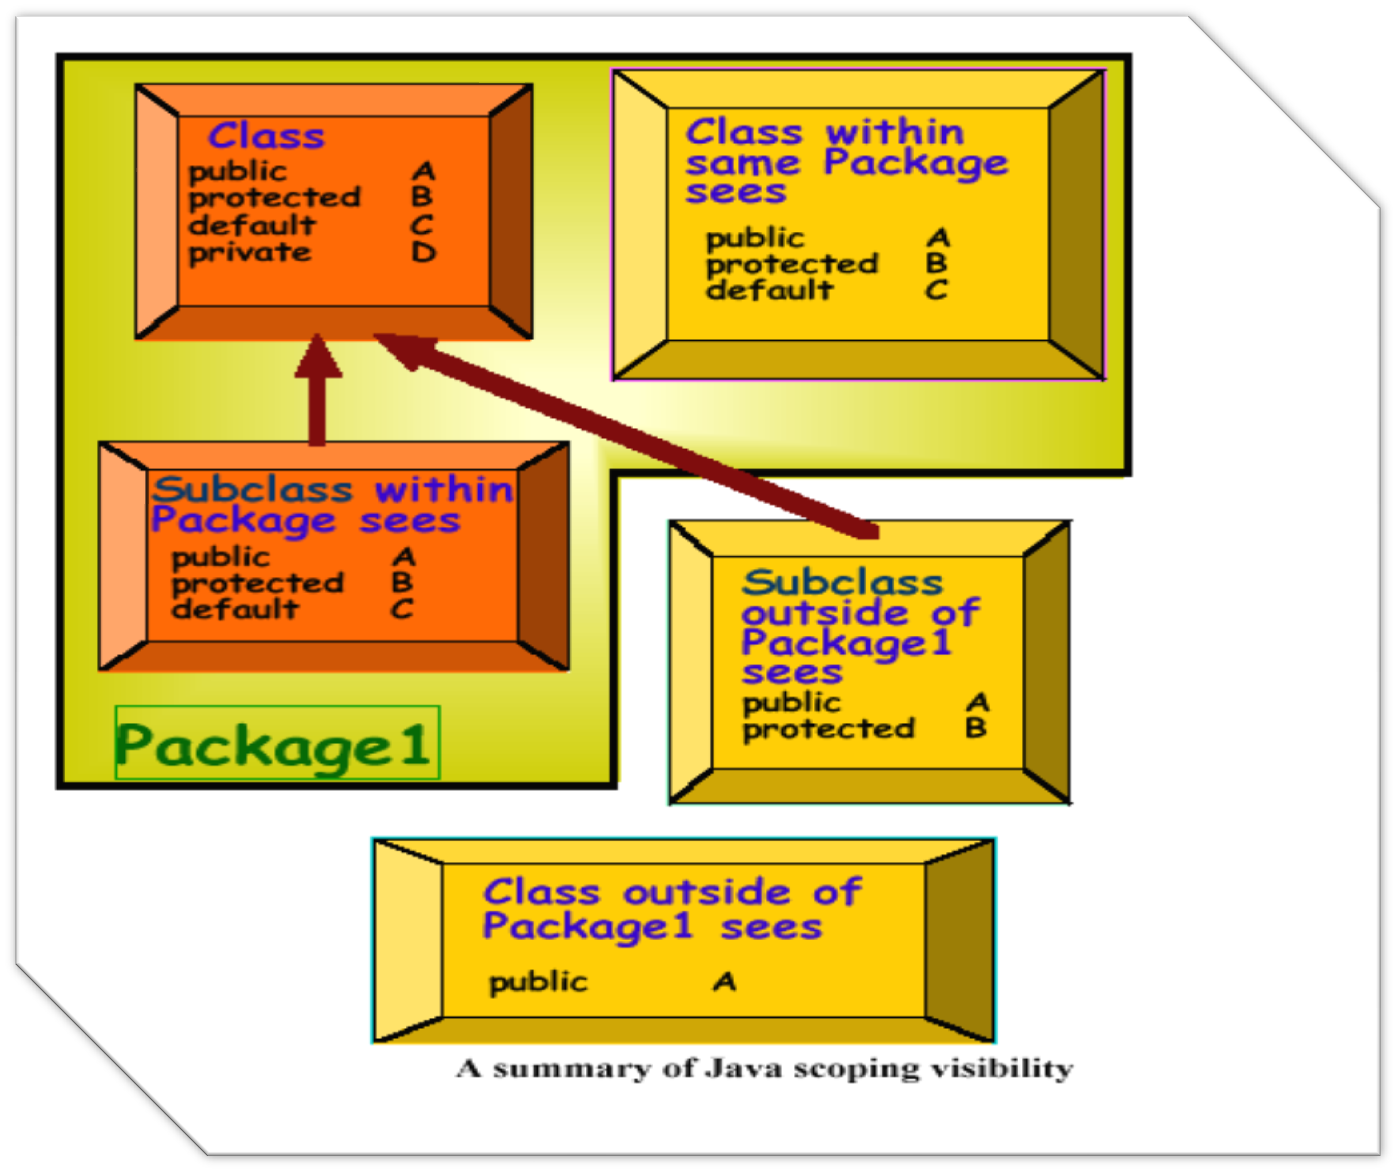 Class
public A
protected B
default C
private D
Class within
same Package
sees
public A
protected B
default C
Subclass within
Package sees
public A
protected B
default C
Package1
Subclass
outside of
Package1
sees
public A
protected B
Class outside of
Package1 sees
public A
A summary of Java scoping visibility